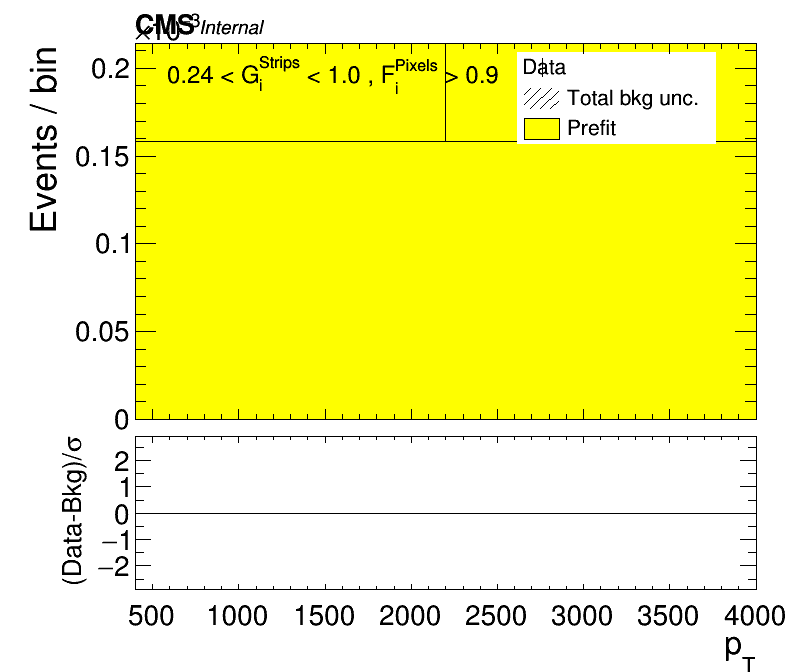 CMS Internal
×10⁻³
Events / bin
0.2
0.15
0.1
0.05
0
0.24 < G_i^Strips < 1.0 , F_i^Pixels > 0.9
Data
Total bkg unc.
Prefit
(Data-Bkg)/σ
2
1
0
−1
−2
500 1000 1500 2000 2500 3000 3500 4000
p_T